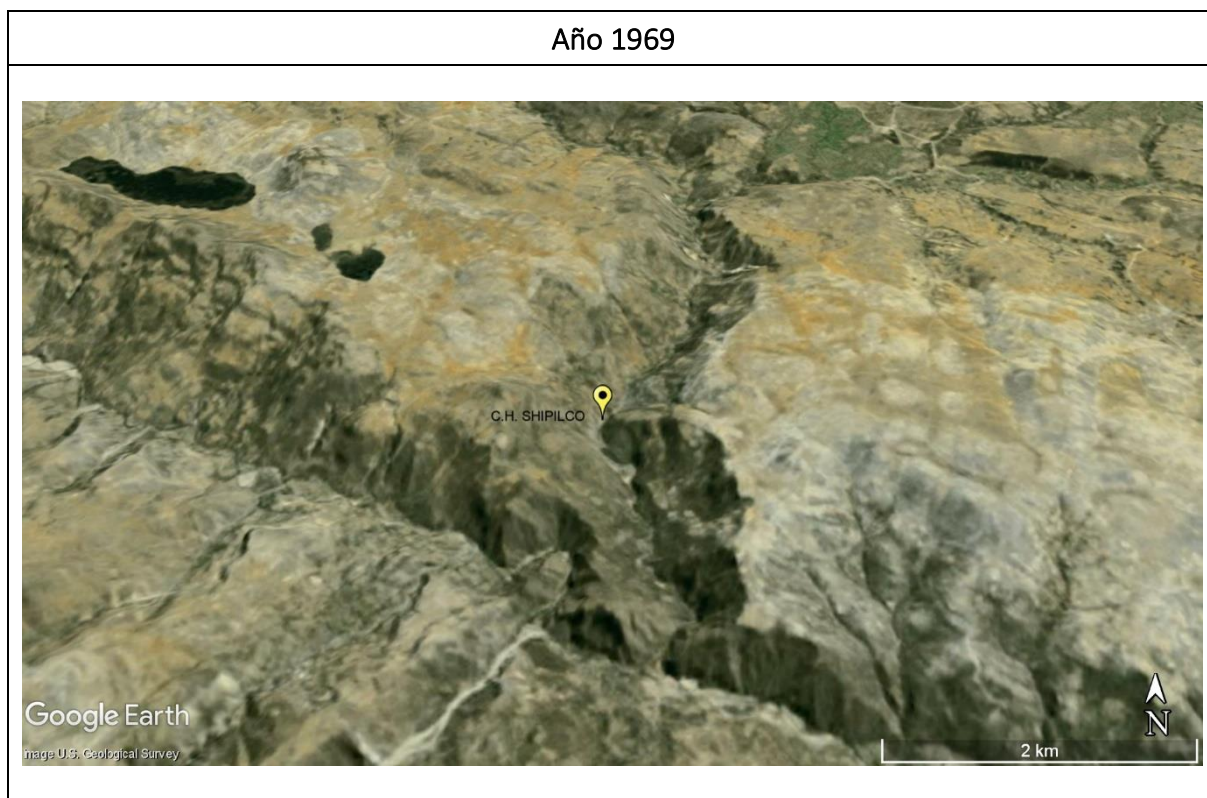 Año 1969
C.H. SHIPILCO
Google Earth
Image U.S. Geological Survey
N
2 km